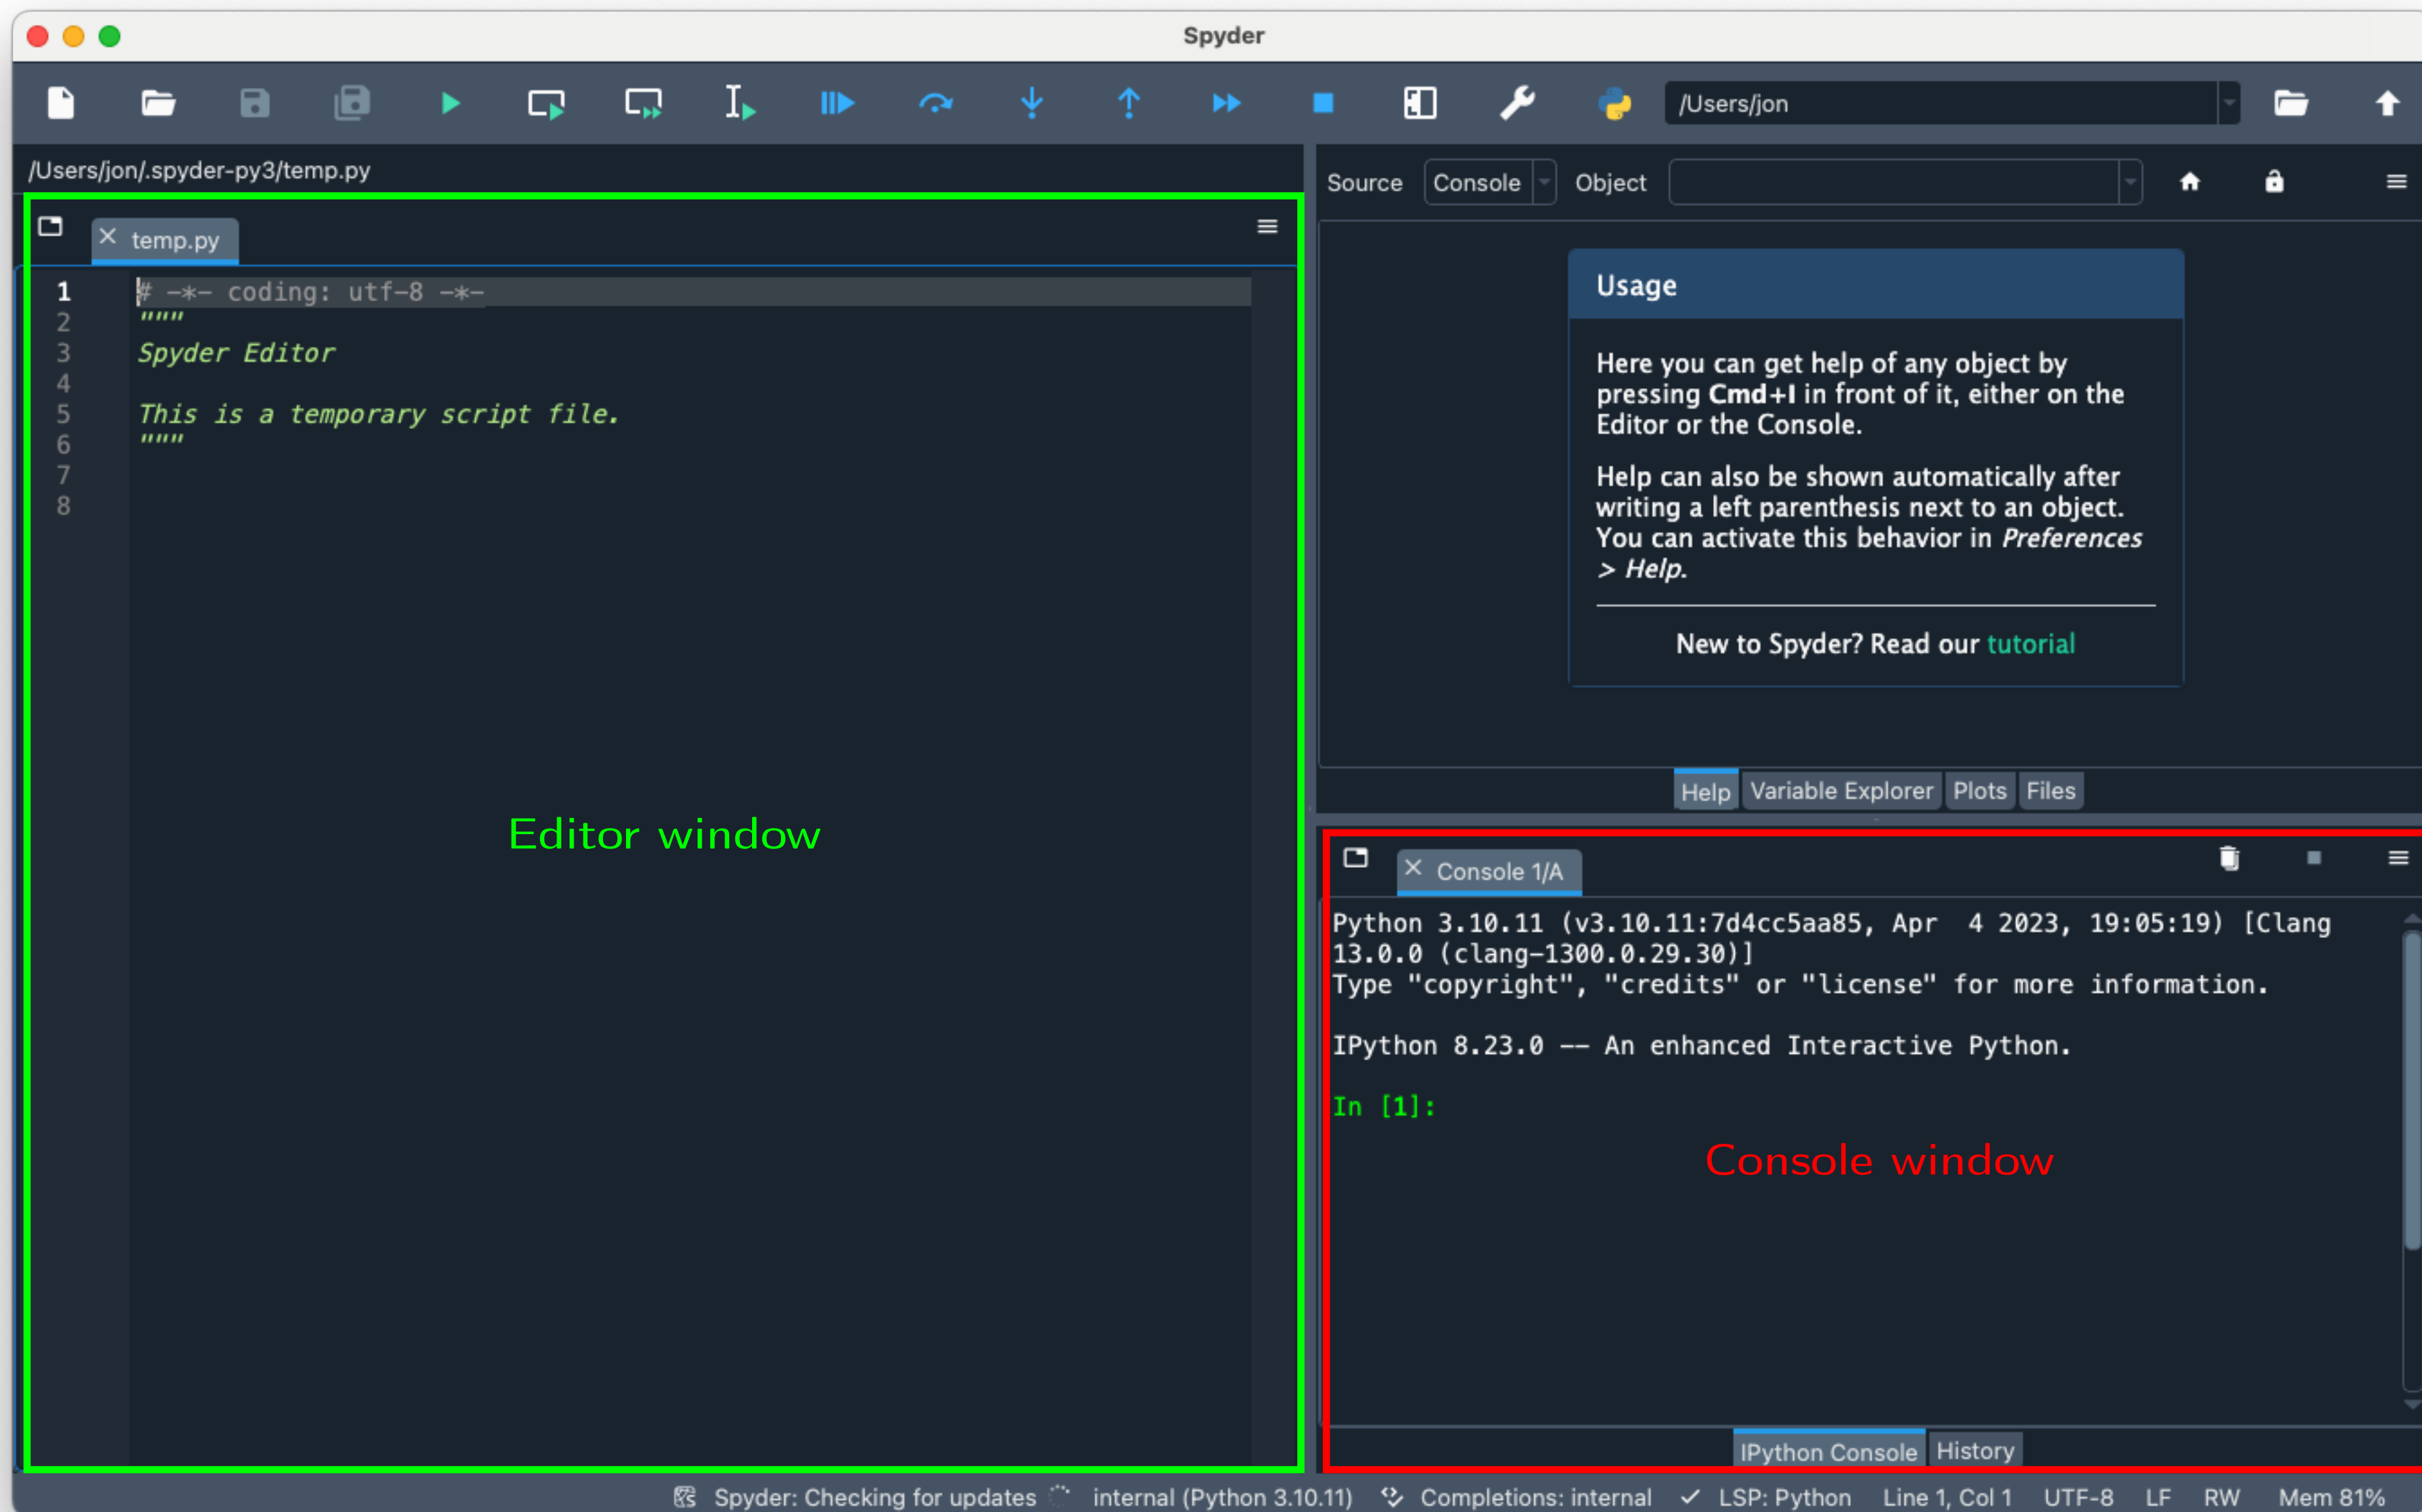 Spyder
/Users/jon
/Users/jon/.spyder-py3/temp.py
temp.py
1 # -*- coding: utf-8 -*-
2 """
3 Spyder Editor
4
5 This is a temporary script file.
6 """
7
8
Editor window
Source Console Object
Usage
Here you can get help of any object by
pressing Cmd+I in front of it, either on the
Editor or the Console.
Help can also be shown automatically after
writing a left parenthesis next to an object.
You can activate this behavior in Preferences
> Help.
New to Spyder? Read our tutorial
Help Variable Explorer Plots Files
Console 1/A
Python 3.10.11 (v3.10.11:7d4cc5aa85, Apr  4 2023, 19:05:19) [Clang
13.0.0 (clang-1300.0.29.30)]
Type "copyright", "credits" or "license" for more information.
IPython 8.23.0 -- An enhanced Interactive Python.
In [1]:
Console window
IPython Console History
Spyder: Checking for updates internal (Python 3.10.11) Completions: internal LSP: Python Line 1, Col 1 UTF-8 LF RW Mem 81%